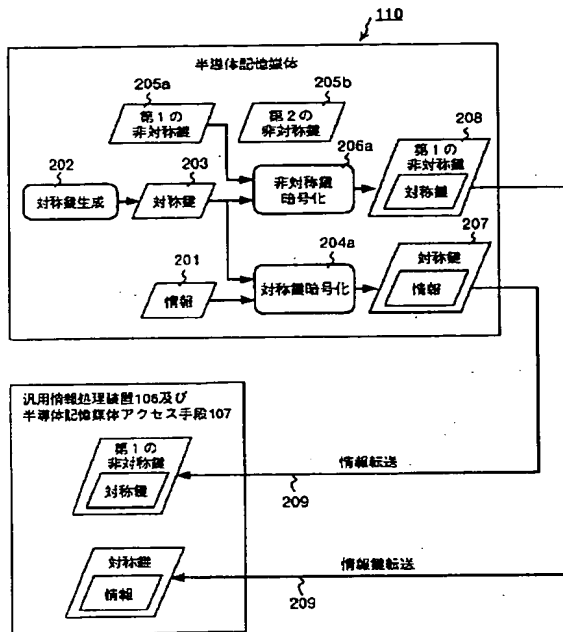 110
半導体記憶媒体
205a
第1の
非対称鍵
205b
第2の
非対称鍵
208
第1の
非対称鍵
対称鍵
206a
非対称鍵
暗号化
202
対称鍵生成
203
対称鍵
207
対称鍵
情報
204a
対称鍵暗号化
201
情報
汎用情報処理装置106及び
半導体記憶媒体アクセス手段107
第1の
非対称鍵
対称鍵
情報転送
209
対称鍵
情報
情報鍵転送
209